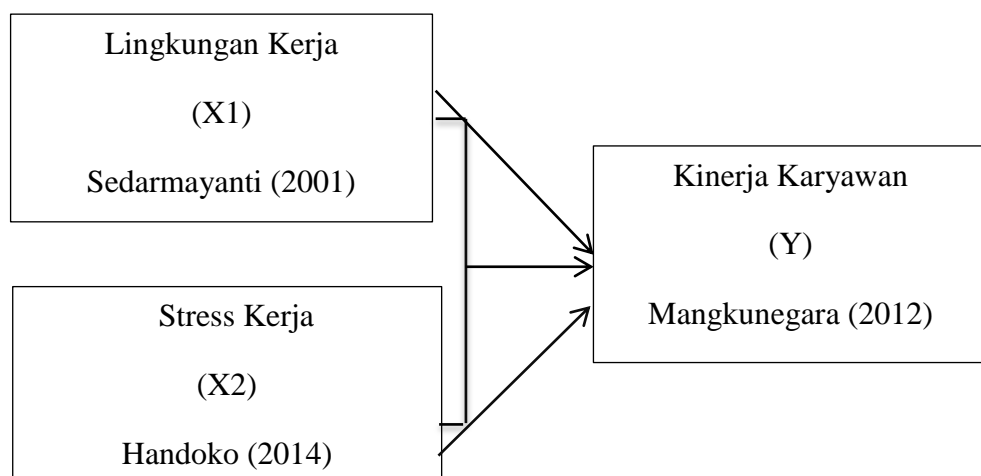 Lingkungan Kerja
(X1)
Sedarmayanti (2001)
Kinerja Karyawan
(Y)
Mangkunegara (2012)
Stress Kerja
(X2)
Handoko (2014)